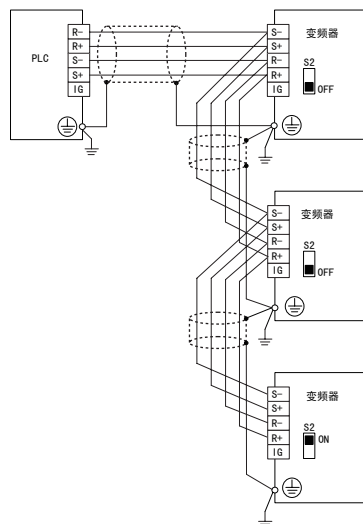 PLC
R-
R+
S-
S+
IG
S-
S+
R-
R+
IG
变频器
S2
OFF
S-
S+
R-
R+
IG
变频器
S2
OFF
S-
S+
R-
R+
IG
变频器
S2
ON